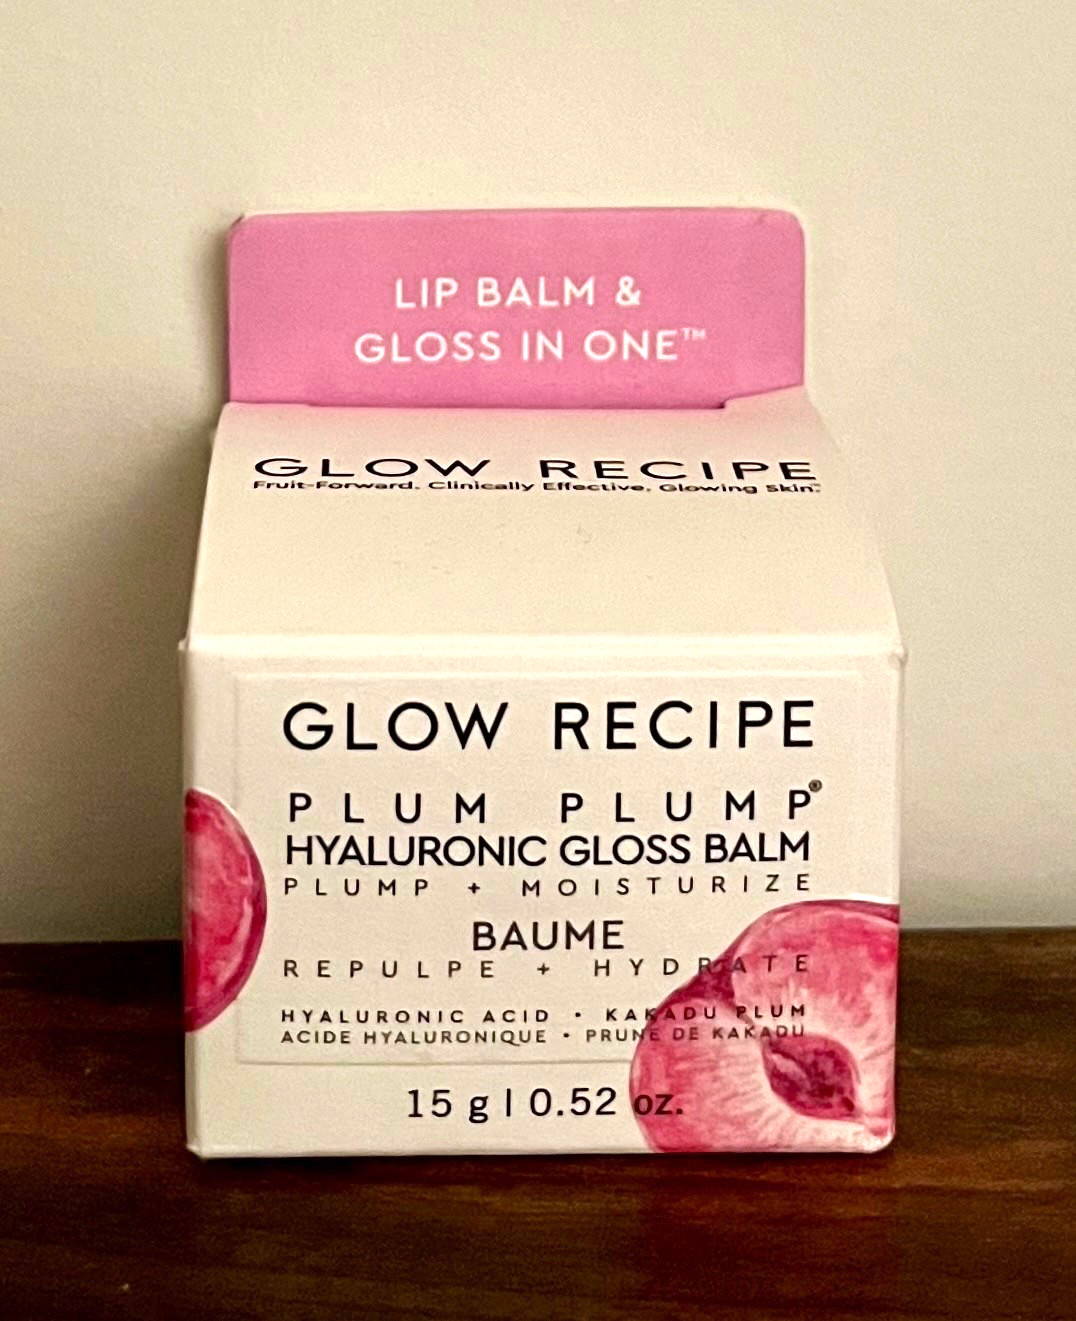 LIP BALM &
GLOSS IN ONE™
GLOW RECIPE
Fruit-Forward. Clinically Effective. Glowing Skin.™
GLOW RECIPE
PLUM PLUMP®
HYALURONIC GLOSS BALM
PLUMP + MOISTURIZE
BAUME
REPULPE + HYDRATE
HYALURONIC ACID • KAKADU PLUM
ACIDE HYALURONIQUE • PRUNE DE KAKADU
15 g | 0.52 oz.